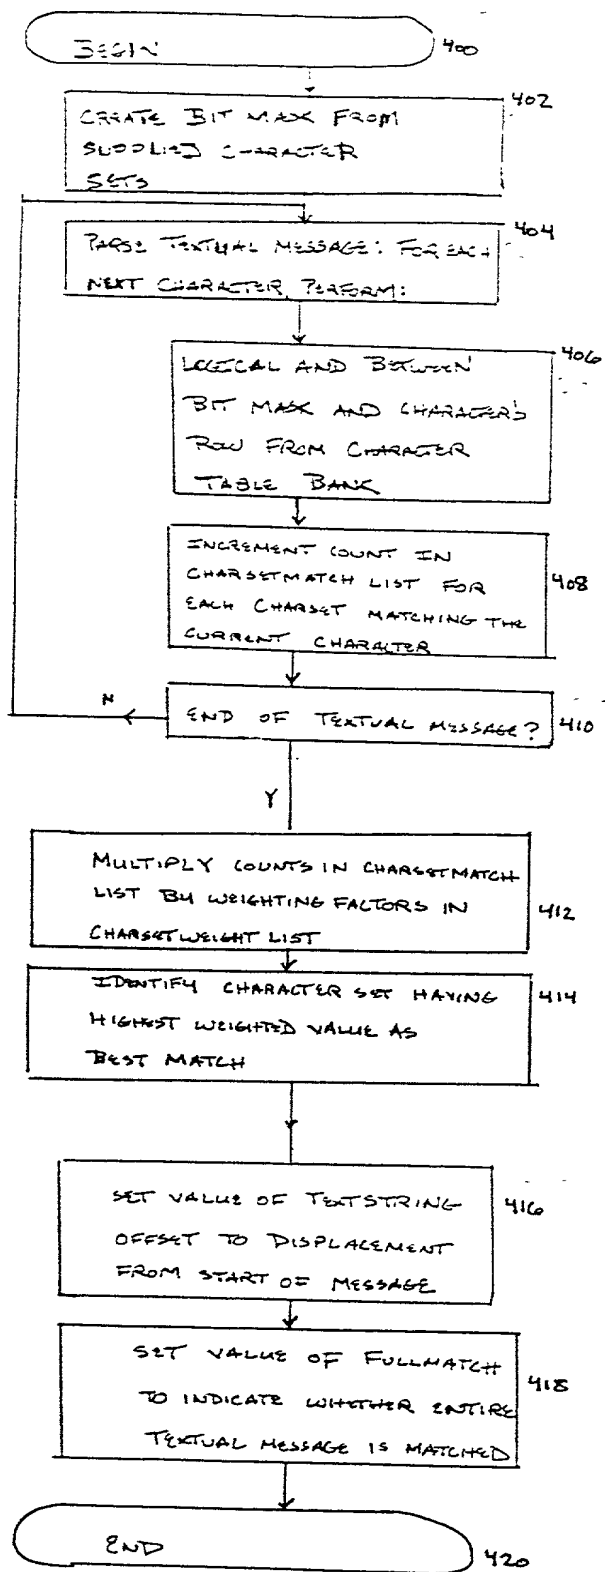 BEGIN
400
402
CREATE BIT MASK FROM
SUPPLIED CHARACTER
SETS
404
PARSE TEXTUAL MESSAGE: FOR EACH
NEXT CHARACTER, PERFORM:
406
LOGICAL AND BETWEEN
BIT MASK AND CHARACTER'S
ROW FROM CHARACTER
TABLE BANK
INCREMENT COUNT IN
CHARSETMATCH LIST FOR
EACH CHARSET MATCHING THE
CURRENT CHARACTER
408
END OF TEXTUAL MESSAGE?
410
N
Y
MULTIPLY COUNTS IN CHARSETMATCH
LIST BY WEIGHTING FACTORS IN
CHARSETWEIGHT LIST
412
IDENTIFY CHARACTER SET HAVING
HIGHEST WEIGHTED VALUE AS
BEST MATCH
414
SET VALUE OF TEXTSTRING
OFFSET TO DISPLACEMENT
FROM START OF MESSAGE
416
SET VALUE OF FULLMATCH
TO INDICATE WHETHER ENTIRE
TEXTUAL MESSAGE IS MATCHED
418
END
420